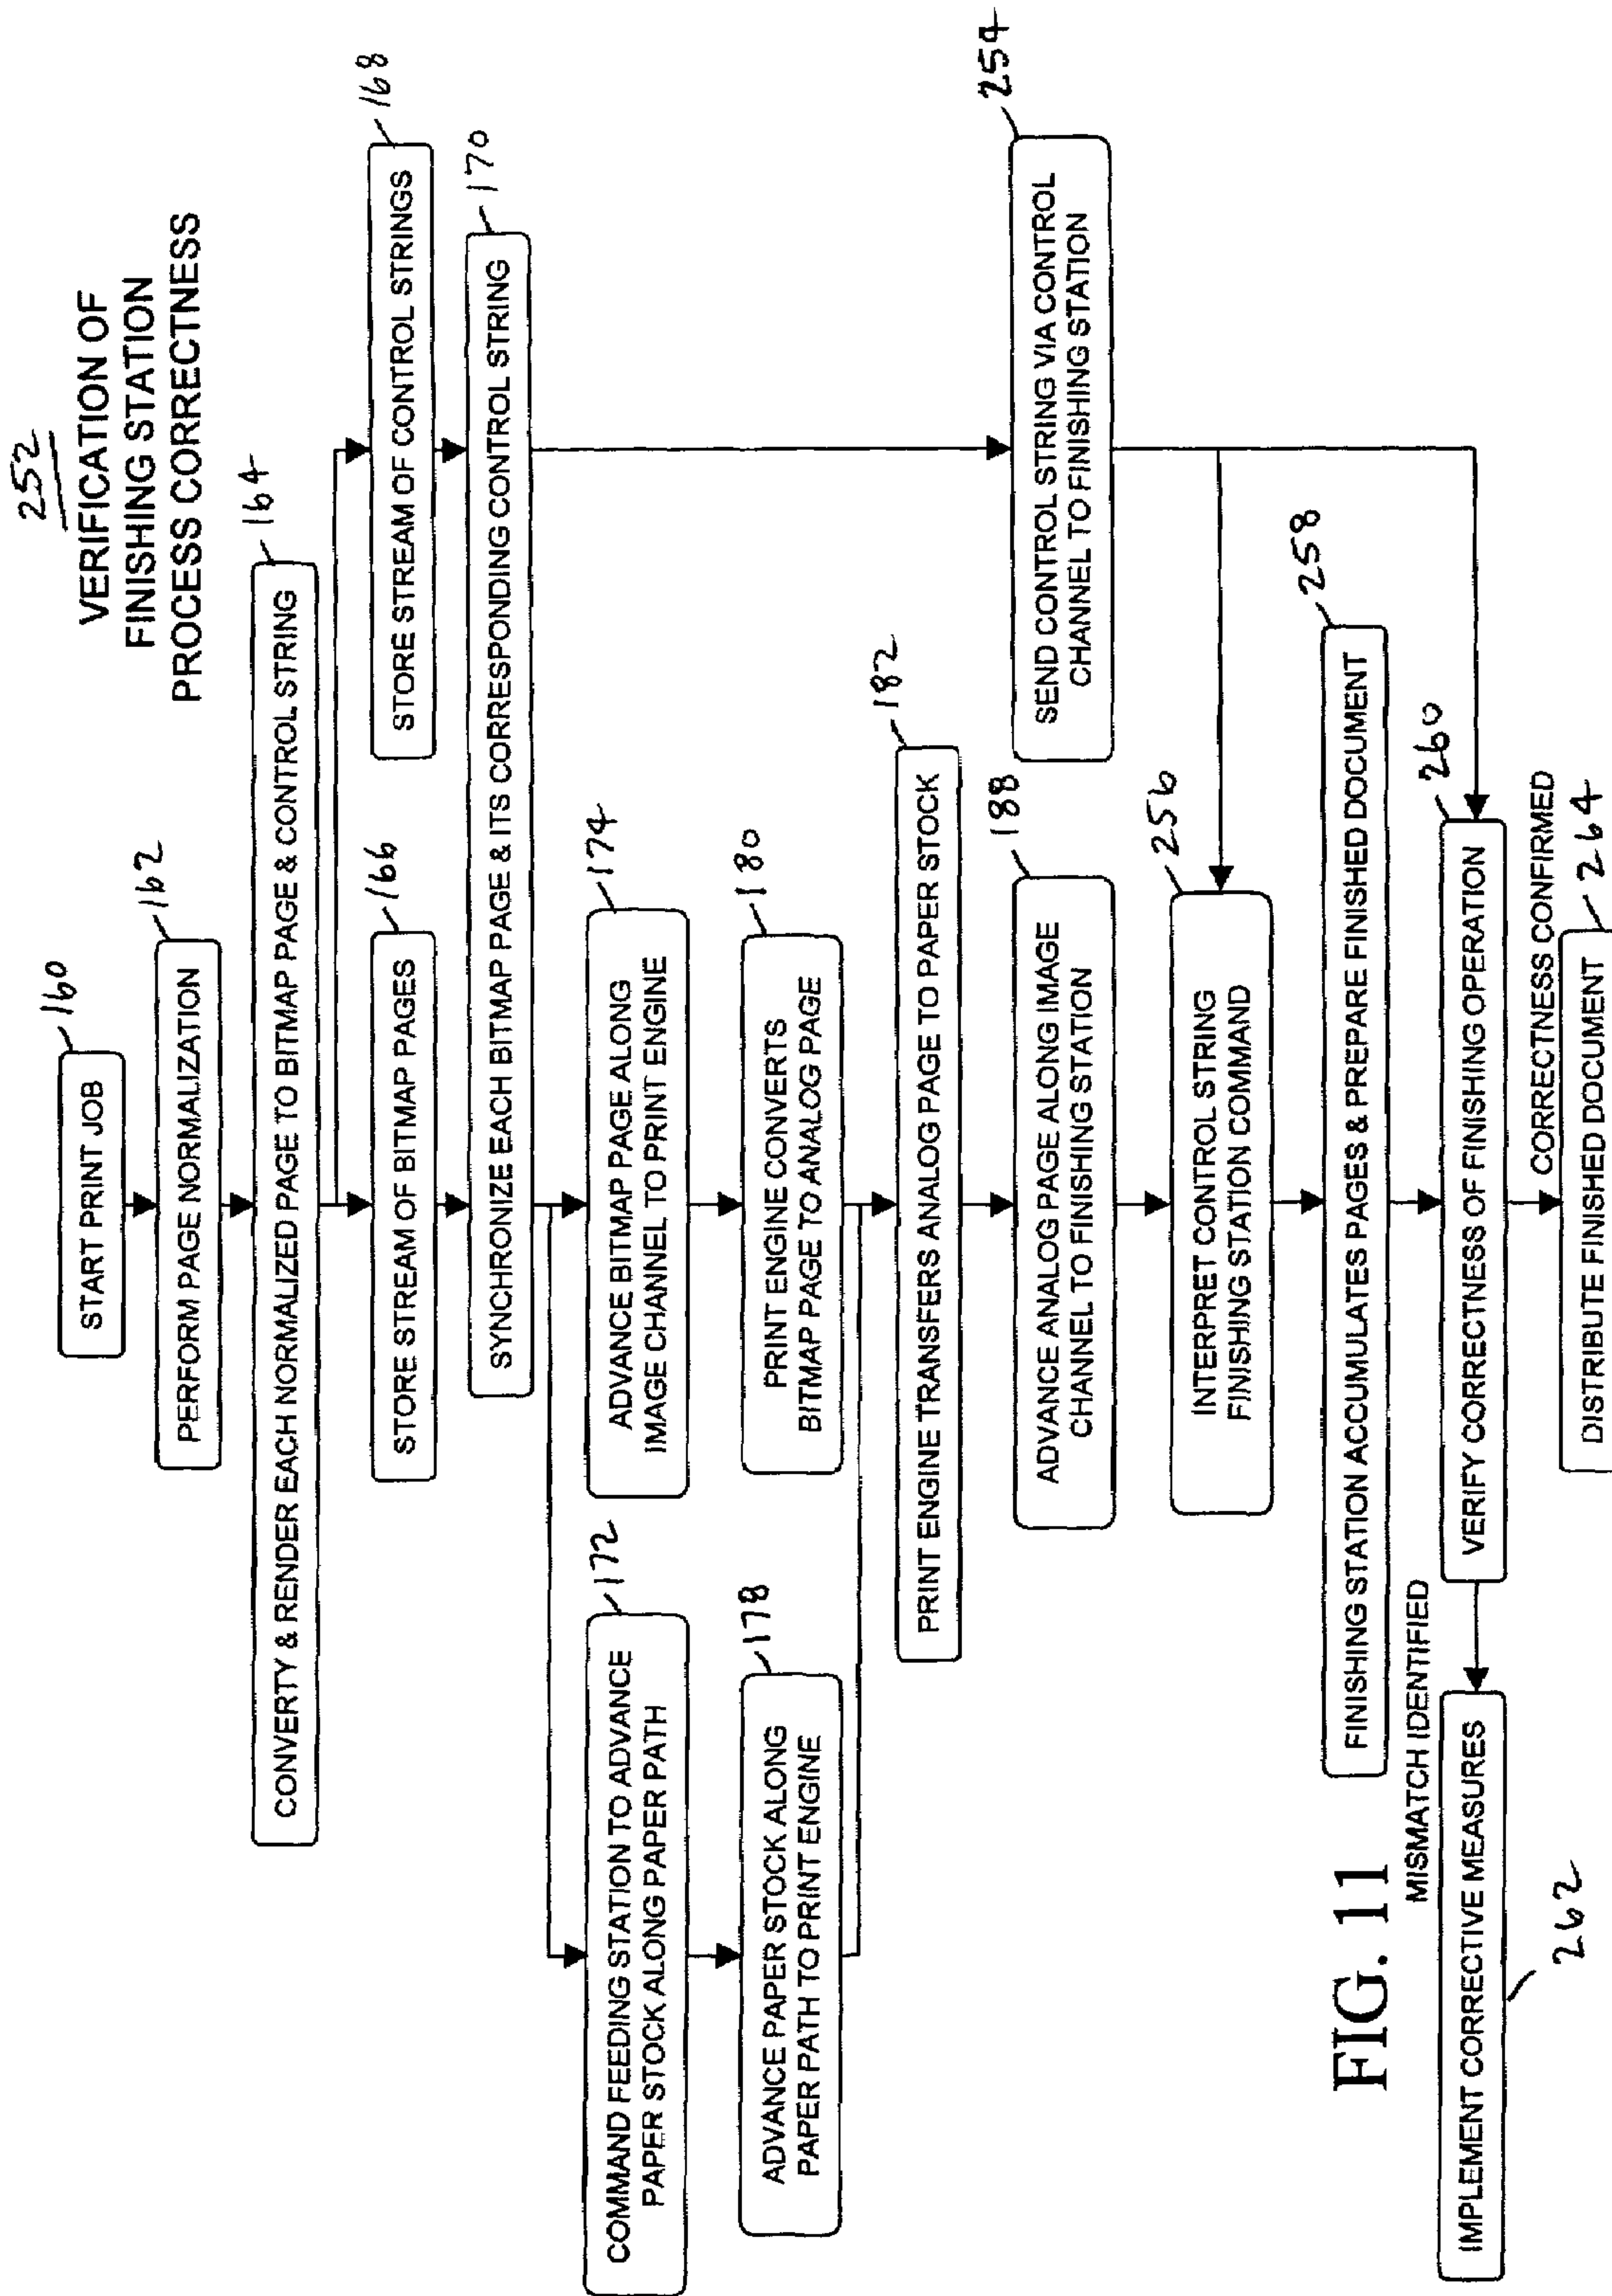 252
VERIFICATION OF
FINISHING STATION
PROCESS CORRECTNESS
160
START PRINT JOB
162
PERFORM PAGE NORMALIZATION
164
CONVERTY & RENDER EACH NORMALIZED PAGE TO BITMAP PAGE & CONTROL STRING
166
STORE STREAM OF BITMAP PAGES
168
STORE STREAM OF CONTROL STRINGS
170
SYNCHRONIZE EACH BITMAP PAGE & ITS CORRESPONDING CONTROL STRING
172
COMMAND FEEDING STATION TO ADVANCE
PAPER STOCK ALONG PAPER PATH
174
ADVANCE BITMAP PAGE ALONG
IMAGE CHANNEL TO PRINT ENGINE
178
ADVANCE PAPER STOCK ALONG
PAPER PATH TO PRINT ENGINE
180
PRINT ENGINE CONVERTS
BITMAP PAGE TO ANALOG PAGE
182
PRINT ENGINE TRANSFERS ANALOG PAGE TO PAPER STOCK
188
ADVANCE ANALOG PAGE ALONG IMAGE
CHANNEL TO FINISHING STATION
254
SEND CONTROL STRING VIA CONTROL
CHANNEL TO FINISHING STATION
256
INTERPRET CONTROL STRING
FINISHING STATION COMMAND
258
FINISHING STATION ACCUMULATES PAGES & PREPARE FINISHED DOCUMENT
260
VERIFY CORRECTNESS OF FINISHING OPERATION
MISMATCH IDENTIFIED
IMPLEMENT CORRECTIVE MEASURES
262
CORRECTNESS CONFIRMED
DISTRIBUTE FINISHED DOCUMENT
264
FIG. 11